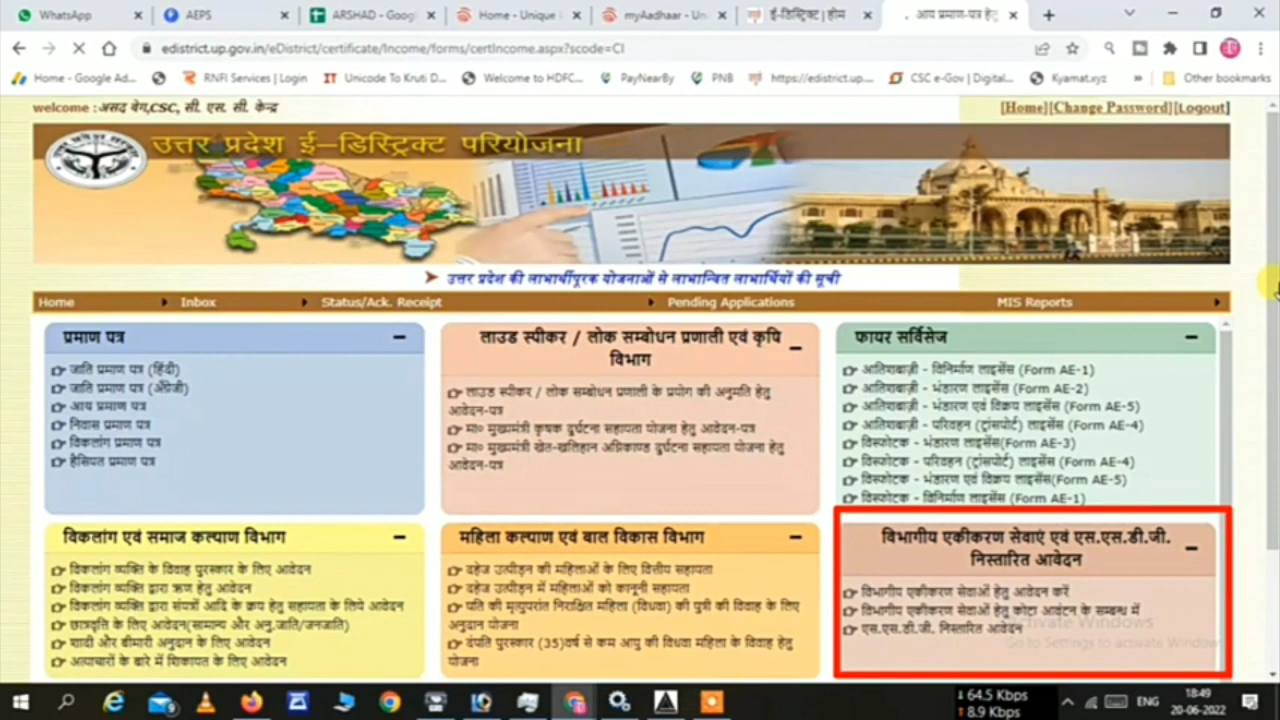 WhatsApp
AEPS
ARSHAD - Goog
Home - Unique
myAadhaar - Un
ई-डिस्ट्रिक्ट | होम
आय प्रमाण-पत्र हेतु
edistrict.up.gov.in/eDistrict/certificate/Income/forms/certIncome.aspx?scode=CI
Home - Google Ad...
RNFI Services | Login
Unicode To Kruti D...
Welcome to HDFC...
PayNearBy
PNB
https://edistrict.up....
CSC e-Gov | Digital...
Kyamat.xyz
»
Other bookmarks
welcome :असद बेग,CSC, सी. एस. सी. केन्द्र
[Home][Change Password][Logout]
उत्तर प्रदेश ई–डिस्ट्रिक्ट परियोजना
उत्तर प्रदेश की लाभार्थीपूरक योजनाओं से लाभान्वित लाभार्थियों की सूची
Home
Inbox
Status/Ack. Receipt
Pending Applications
MIS Reports
प्रमाण पत्र
जाति प्रमाण पत्र (हिंदी)
जाति प्रमाण पत्र (अँग्रेजी)
आय प्रमाण पत्र
निवास प्रमाण पत्र
विकलांग प्रमाण पत्र
हैसियत प्रमाण पत्र
लाउड स्पीकर / लोक सम्बोधन प्रणाली एवं कृषि
विभाग
लाउड स्पीकर / लोक सम्बोधन प्रणाली के प्रयोग की अनुमति हेतु
आवेदन-पत्र
मा० मुख्यमंत्री कृषक दुर्घटना सहायता योजना हेतु आवेदन-पत्र
मा० मुख्यमंत्री खेत-खलिहान अग्निकाण्ड दुर्घटना सहायता योजना हेतु
आवेदन-पत्र
फायर सर्विसेज
आतिशबाज़ी - विनिर्माण लाइसेंस (Form AE-1)
आतिशबाज़ी - भंडारण लाइसेंस (Form AE-2)
आतिशबाज़ी - भंडारण एवं विक्रय लाइसेंस (Form AE-5)
आतिशबाज़ी - परिवहन (ट्रांसपोर्ट) लाइसेंस (Form AE-4)
विस्फोटक - भंडारण लाइसेंस(Form AE-3)
विस्फोटक - परिवहन (ट्रांसपोर्ट) लाइसेंस (Form AE-4)
विस्फोटक - भंडारण एवं विक्रय लाइसेंस(Form AE-5)
विस्फोटक - विनिर्माण लाइसेंस (Form AE-1)
विकलांग एवं समाज कल्याण विभाग
विकलांग व्यक्ति के विवाह पुरस्कार के लिए आवेदन
विकलांग व्यक्ति द्वारा ऋण हेतु आवेदन
विकलांग व्यक्ति द्वारा संयत्रों आदि के क्रय हेतु सहायता के लिये आवेदन
छात्रवृत्ति के लिए आवेदन(सामान्य और अनु.जाति/जनजाति)
शादी और बीमारी अनुदान के लिए आवेदन
अत्याचारों के बारे में शिकायत के लिए आवेदन
महिला कल्याण एवं बाल विकास विभाग
दहेज उत्पीड़न की महिलाओं के लिए वित्तीय सहायता
दहेज उत्पीड़न में महिलाओं को कानूनी सहायता
पति की मृत्युपरांत निराश्रित महिला (विधवा) की पुत्री की विवाह के लिए
अनुदान योजना
दंपति पुरस्कार (35)वर्ष से कम आयु की विधवा महिला के विवाह हेतु
योजना
विभागीय एकीकरण सेवाएं एवं एस.एस.डी.जी.
निस्तारित आवेदन
विभागीय एकीकरण सेवाओं हेतु आवेदन करें
विभागीय एकीकरण सेवाओं हेतु कोटा आवंटन के सम्बन्ध में
एस.एस.डी.जी. निस्तारित आवेदन
Activate Windows
Go to Settings to activate Windows
64.5 Kbps
8.9 Kbps
ENG
18:49
20-06-2022